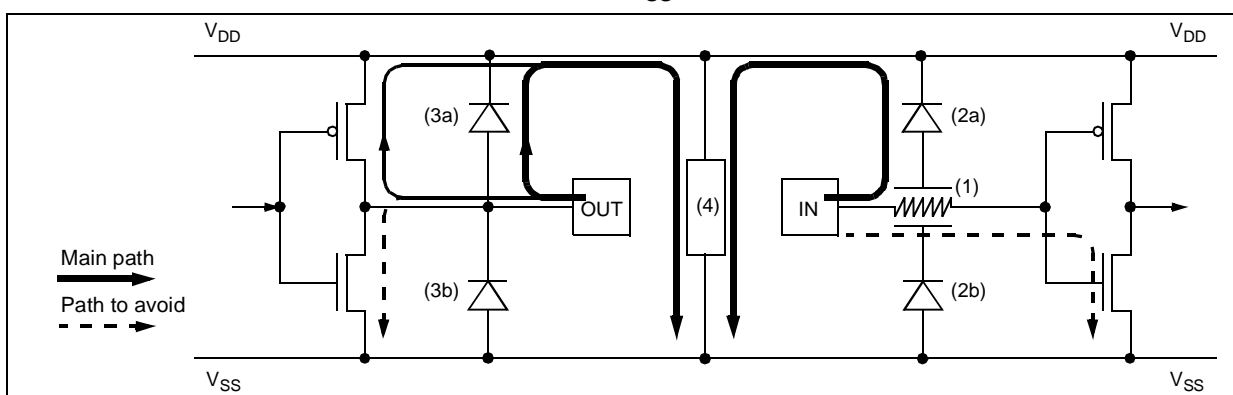 V_DD V_DD
(3a) (2a)
(1)
OUT (4) IN
Main path
Path to avoid
(3b) (2b)
V_SS V_SS